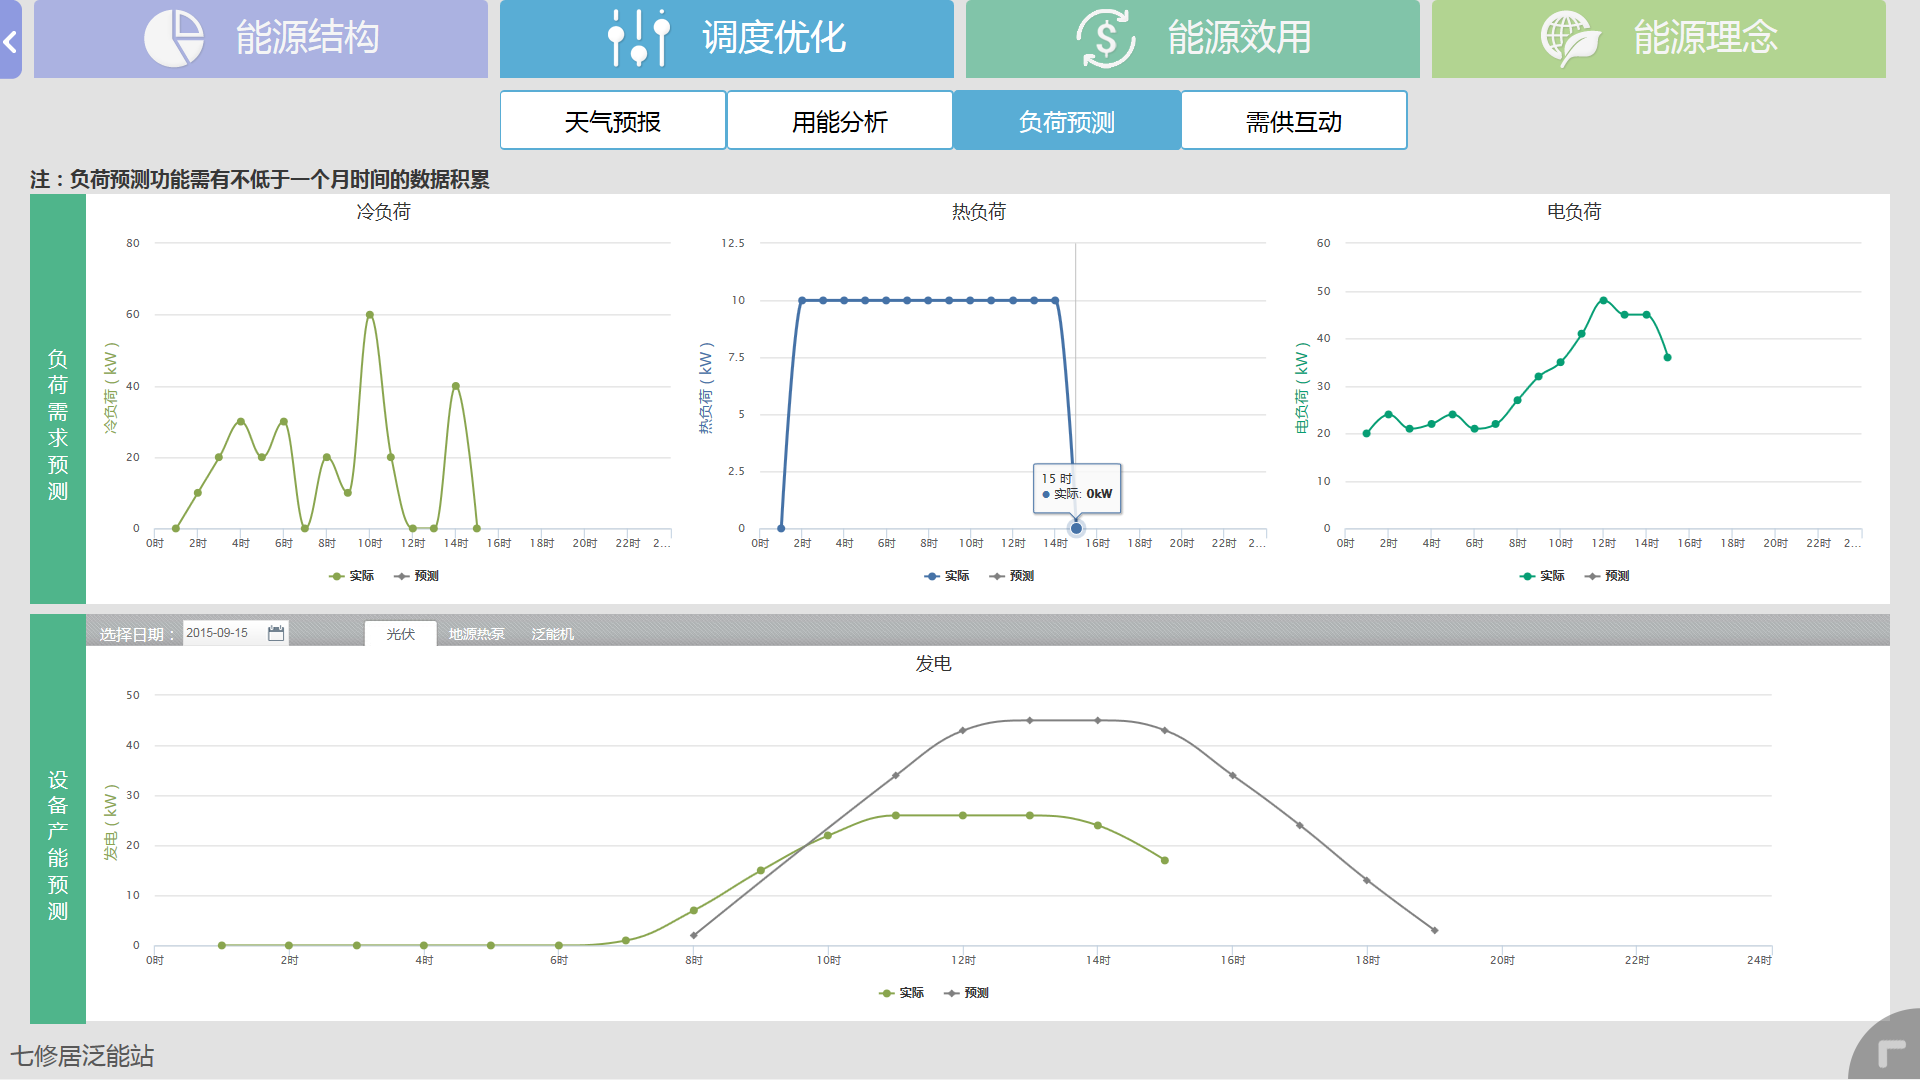 能源结构
调度优化
能源效用
能源理念
天气预报
用能分析
负荷预测
需供互动
注：负荷预测功能需有不低于一个月时间的数据积累
负荷需求预测
冷负荷
冷负荷（kW）
80
60
40
20
0
0时 2时 4时 6时 8时 10时 12时 14时 16时 18时 20时 22时 2...
实际 预测
热负荷
热负荷（kW）
12.5
10
7.5
5
2.5
0
15 时
实际: 0kW
0时 2时 4时 6时 8时 10时 12时 14时 16时 18时 20时 22时 2...
实际 预测
电负荷
电负荷（kW）
60
50
40
30
20
10
0
0时 2时 4时 6时 8时 10时 12时 14时 16时 18时 20时 22时 2...
实际 预测
设备产能预测
选择日期： 2015-09-15
光伏 地源热泵 泛能机
发电
发电（kW）
50
40
30
20
10
0
0时 2时 4时 6时 8时 10时 12时 14时 16时 18时 20时 22时 24时
实际 预测
七修居泛能站